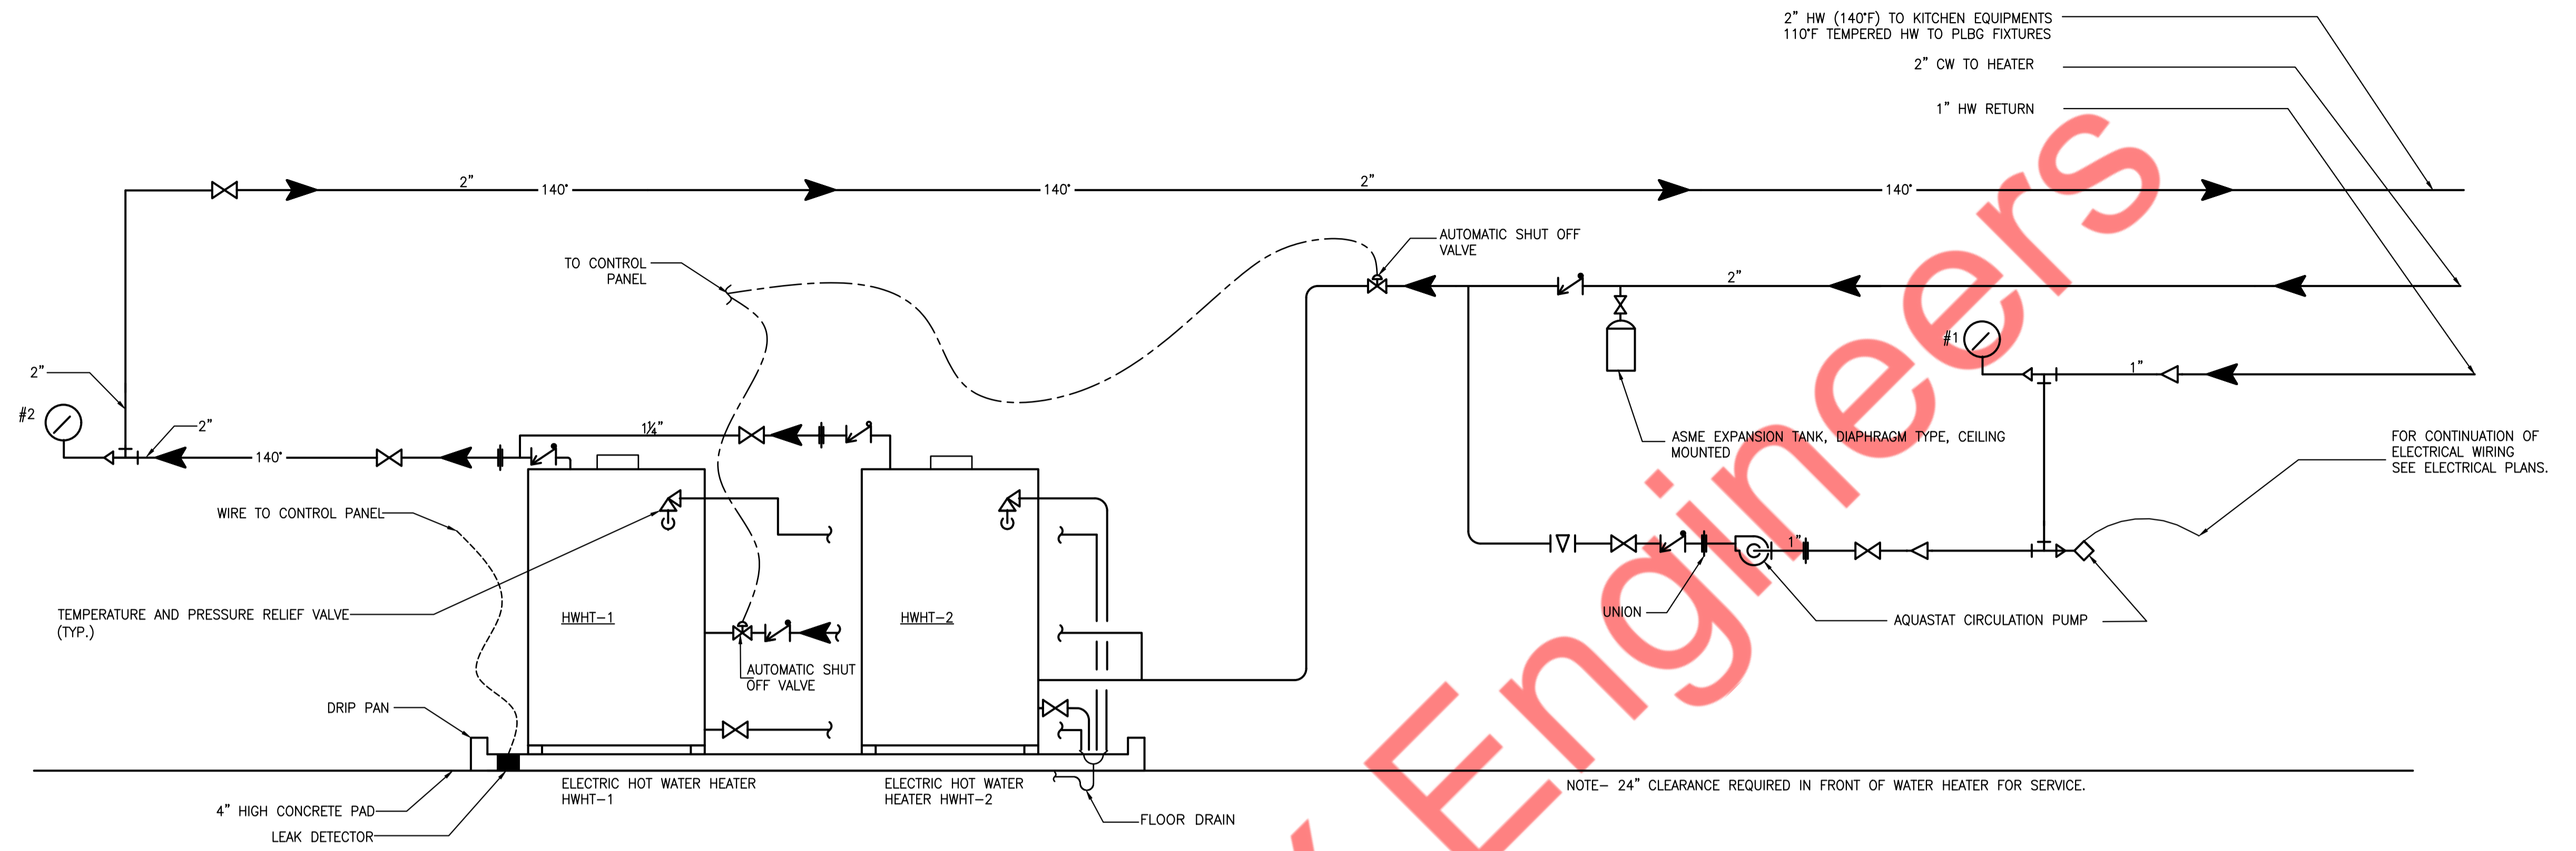 2” HW (140°F) TO KITCHEN EQUIPMENTS
110°F TEMPERED HW TO PLBG FIXTURES
2” CW TO HEATER
1” HW RETURN
2”
140°
140°
2”
140°
AUTOMATIC SHUT OFF
VALVE
TO CONTROL
PANEL
2”
#1
1”
2”
#2
2”
140°
1¼”
ASME EXPANSION TANK, DIAPHRAGM TYPE, CEILING
MOUNTED
FOR CONTINUATION OF
ELECTRICAL WIRING
SEE ELECTRICAL PLANS.
WIRE TO CONTROL PANEL
1”
TEMPERATURE AND PRESSURE RELIEF VALVE
(TYP.)
HWHT-1
HWHT-2
UNION
AQUASTAT CIRCULATION PUMP
AUTOMATIC SHUT
OFF VALVE
DRIP PAN
ELECTRIC HOT WATER HEATER
HWHT-1
ELECTRIC HOT WATER
HEATER HWHT-2
NOTE- 24” CLEARANCE REQUIRED IN FRONT OF WATER HEATER FOR SERVICE.
4” HIGH CONCRETE PAD
LEAK DETECTOR
FLOOR DRAIN
Engineers